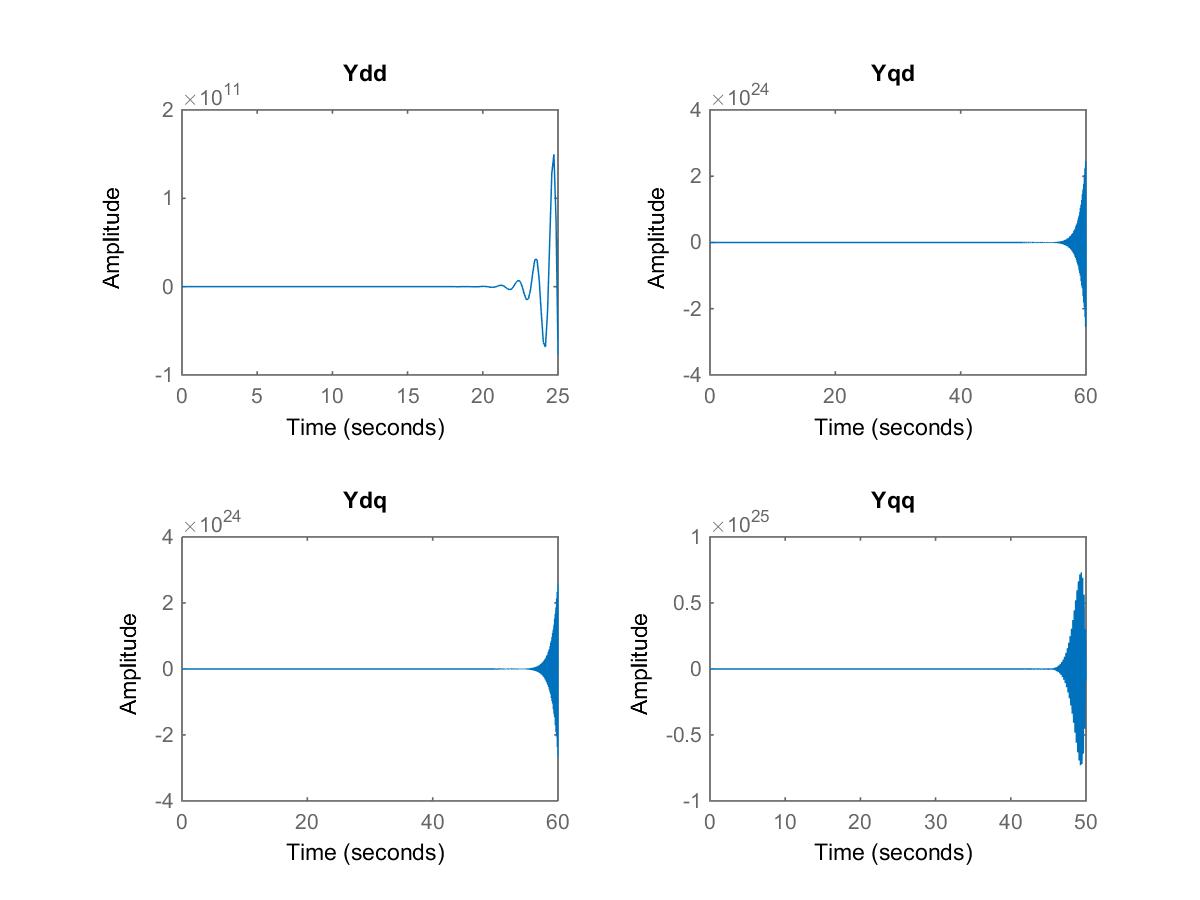 Ydd
×10^11
2
1
0
-1
Amplitude
0 5 10 15 20 25
Time (seconds)
Yqd
×10^24
4
2
0
-2
-4
Amplitude
0 20 40 60
Time (seconds)
Ydq
×10^24
4
2
0
-2
-4
Amplitude
0 20 40 60
Time (seconds)
Yqq
×10^25
1
0.5
0
-0.5
-1
Amplitude
0 10 20 30 40 50
Time (seconds)